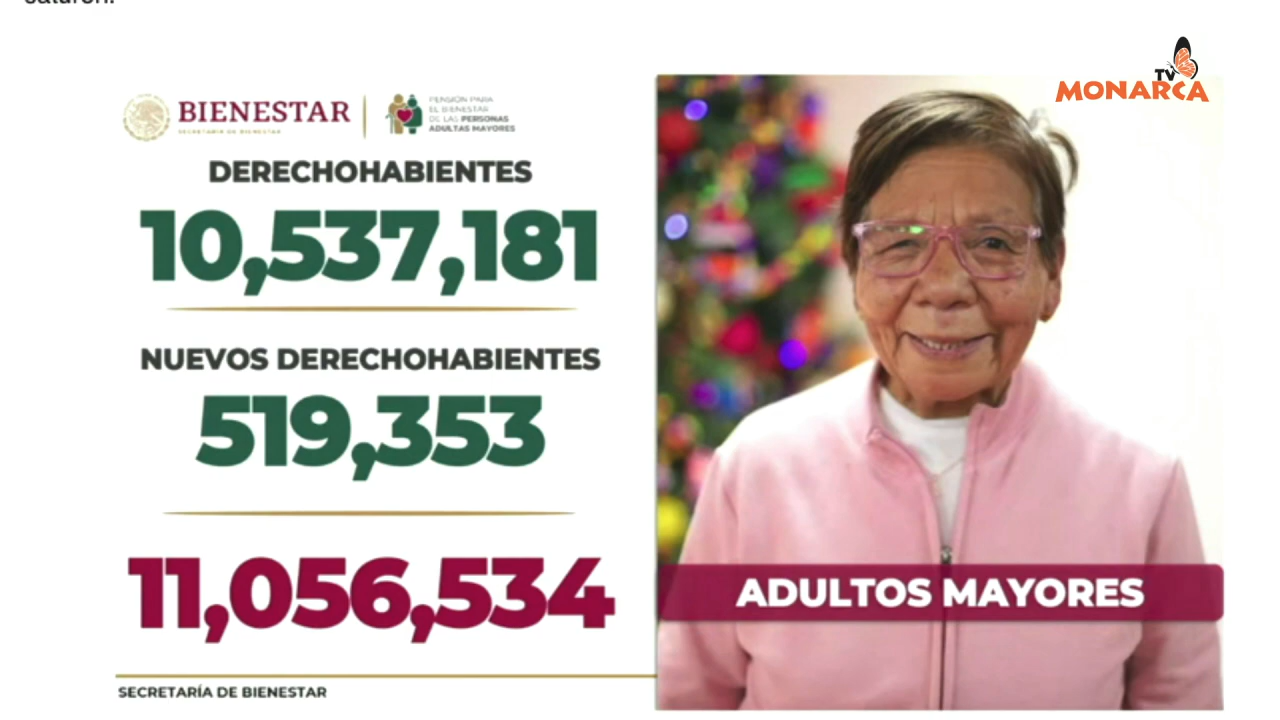 TV
MONARCA
BIENESTAR
SECRETARÍA DE BIENESTAR
PENSIÓN PARA
EL BIENESTAR
DE LAS PERSONAS
ADULTAS MAYORES
DERECHOHABIENTES
10,537,181
NUEVOS DERECHOHABIENTES
519,353
11,056,534
ADULTOS MAYORES
SECRETARÍA DE BIENESTAR